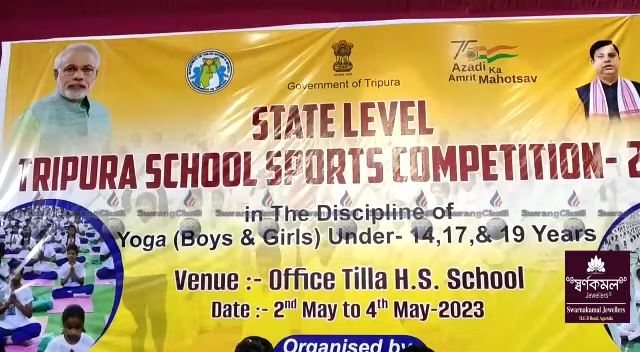 75
Azadi Ka
Amrit Mahotsav
Government of Tripura
STATE LEVEL
TRIPURA SCHOOL SPORTS COMPETITION- 2
in The Discipline of
Yoga (Boys & Girls) Under- 14,17,& 19 Years
Venue :- Office Tilla H.S. School
Date :- 2nd May to 4th May-2023
Organised by
স্বর্ণকমল
Jewellers
Swarnakamal Jewellers